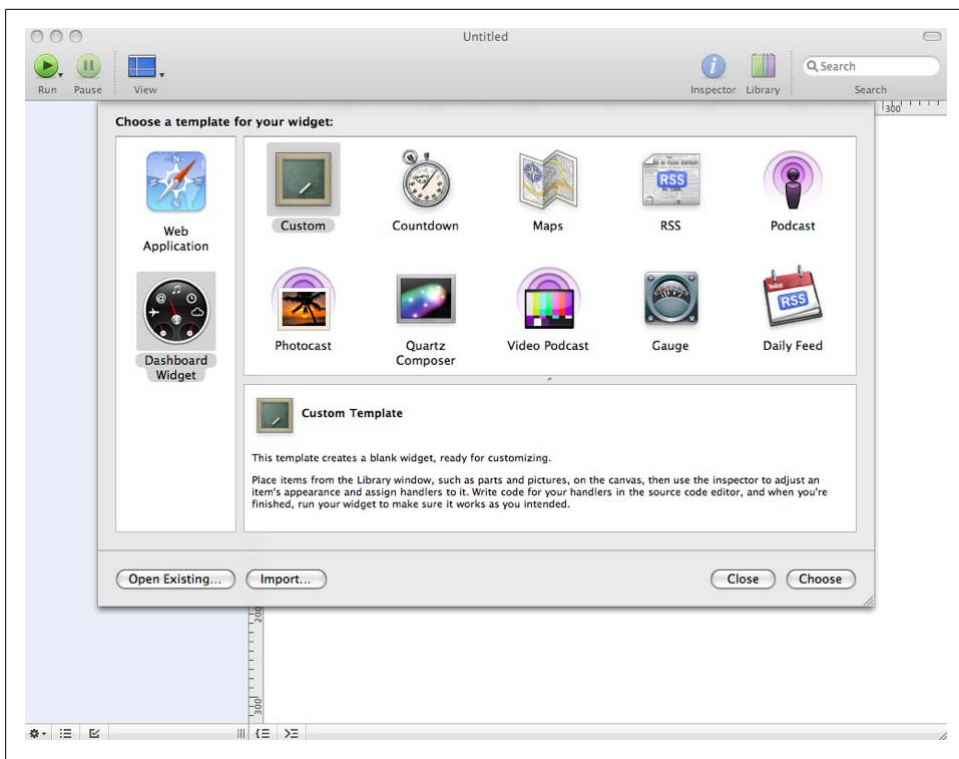 Untitled
Run Pause View Inspector Library Search
Search
300
Choose a template for your widget:
Web
Application
Dashboard
Widget
Custom Countdown Maps RSS Podcast
RSS
Photocast Quartz
Composer Video Podcast Gauge Daily Feed
Today
RSS
Custom Template
This template creates a blank widget, ready for customizing.
Place items from the Library window, such as parts and pictures, on the canvas, then use the inspector to adjust an
item's appearance and assign handlers to it. Write code for your handlers in the source code editor, and when you're
finished, run your widget to make sure it works as you intended.
Open Existing... Import... Close Choose
200
300